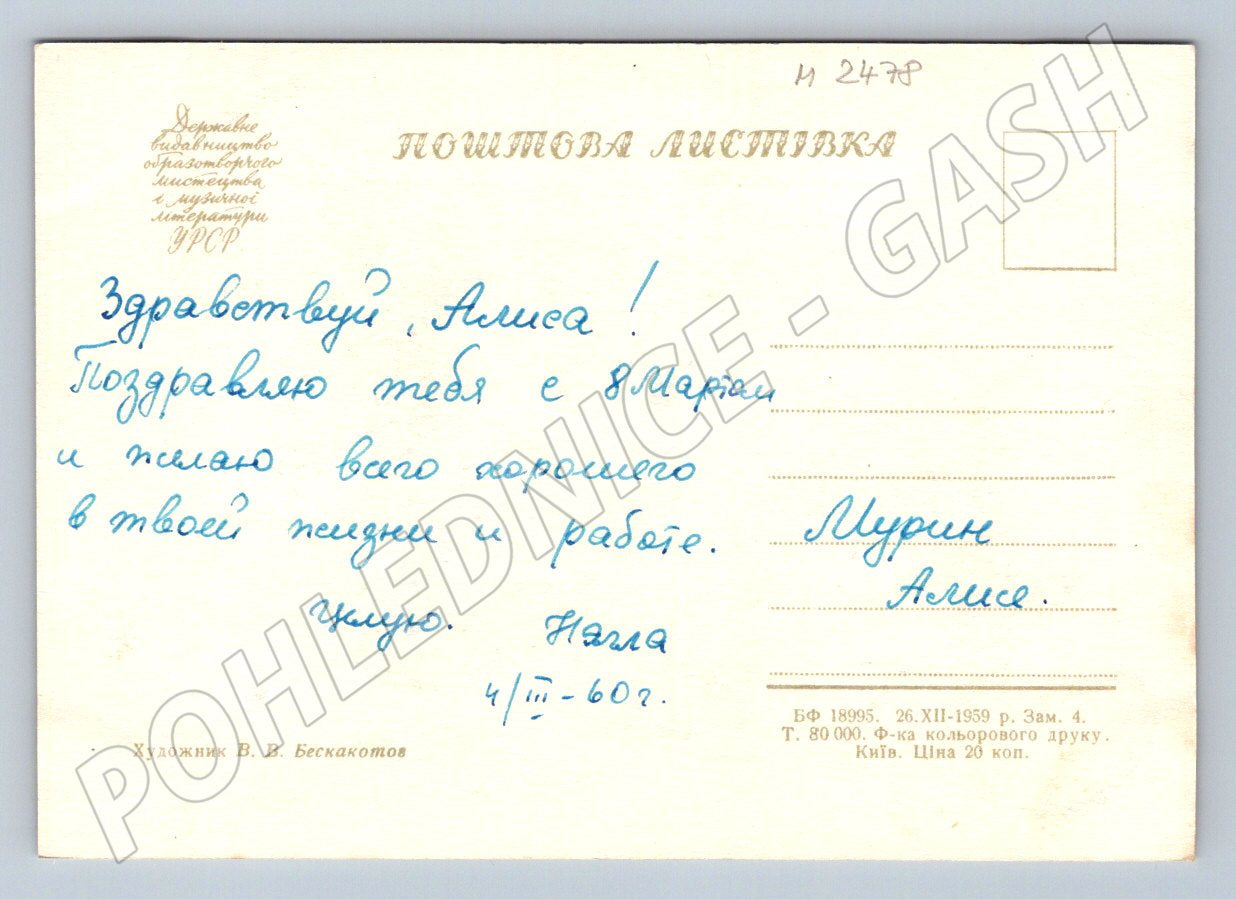 м 2478
Державне
видавництво
образотворчого
мистецтва
і музичної
літератури
УРСР
ПОШТОВА ЛИСТІВКА
Здравствуй, Алиса!
Поздравляю тебя с 8 Мартом
и желаю всего хорошего
в твоей жизни и работе.
Целую.
4/III-60г.
Мурин
Алисе.
Художник В. В. Бескакотов
БФ 18995. 26.XII-1959 р. Зам. 4.
Т. 80 000. Ф-ка кольорового друку.
Київ. Ціна 20 коп.
POHLEDNICE - GASH